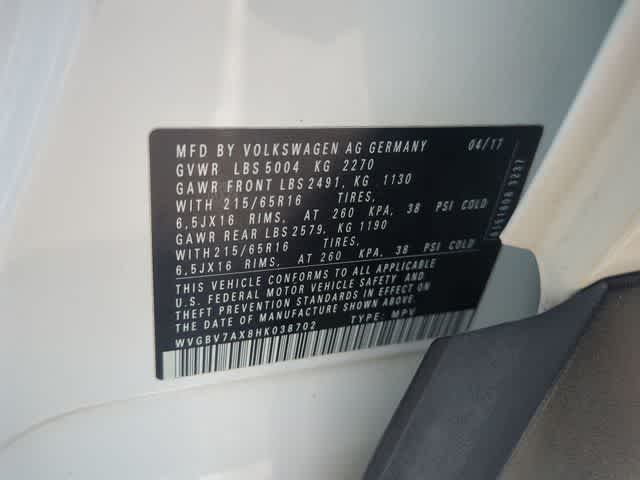 MFD BY VOLKSWAGEN AG GERMANY 04/17
GVWR LBS 5004 KG 2270
GAWR FRONT LBS 2491, KG 1130
WITH 215/65R16 TIRES,
6,5JX16 RIMS, AT 260 KPA, 38 PSI COLD
GAWR REAR LBS 2579, KG 1190
WITH 215/65R16 TIRES,
6,5JX16 RIMS, AT 260 KPA, 38 PSI COLD
THIS VEHICLE CONFORMS TO ALL APPLICABLE
U.S. FEDERAL MOTOR VEHICLE SAFETY AND
THEFT PREVENTION STANDARDS IN EFFECT ON
THE DATE OF MANUFACTURE SHOWN ABOVE.
WVGBV7AX8HK038702 TYPE: MPV